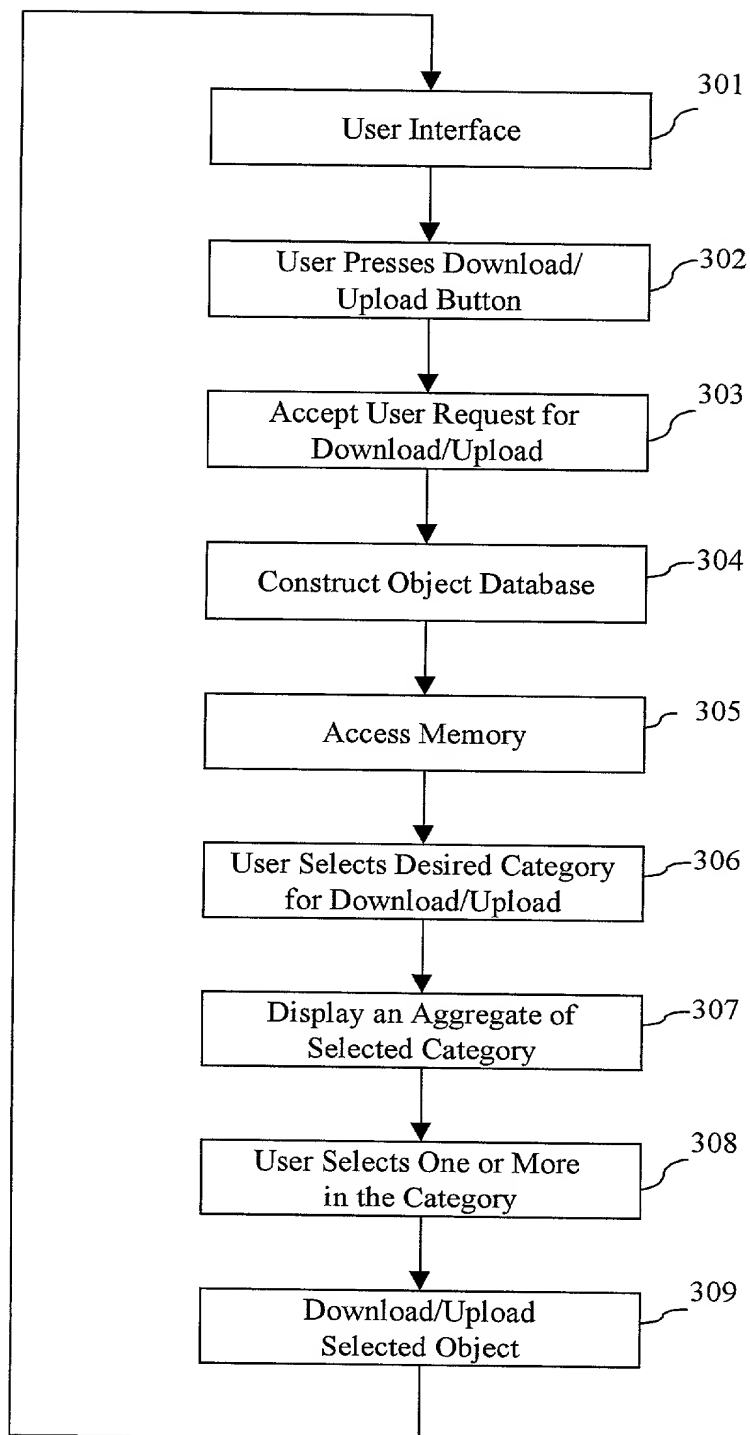 301
User Interface
User Presses Download/
Upload Button
302
Accept User Request for
Download/Upload
303
Construct Object Database
304
Access Memory
305
User Selects Desired Category
for Download/Upload
306
Display an Aggregate of
Selected Category
307
User Selects One or More
in the Category
308
Download/Upload
Selected Object
309